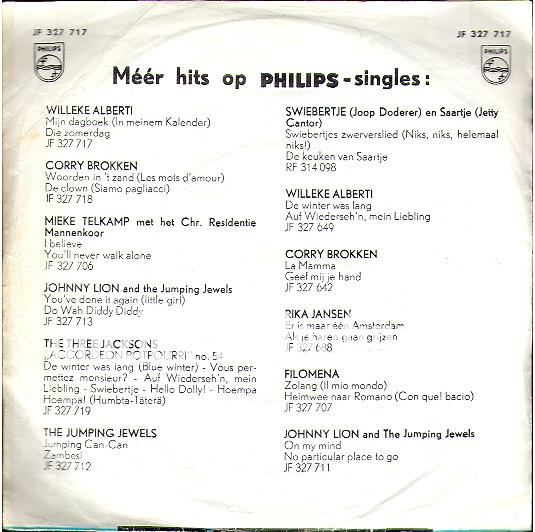 JF 327 717
JF 327 717
PHILIPS
PHILIPS
Méér hits op PHILIPS-singles:
WILLEKE ALBERTI
Mijn dagboek (In meinem Kalender)
Die zomerdag
JF 327 717
CORRY BROKKEN
Woorden in 't zand (Les mots d'amour)
De clown (Siamo pagliacci)
JF 327 718
MIEKE TELKAMP met het Chr. Residentie
Mannenkoor
I believe
You'll never walk alone
JF 327 706
JOHNNY LION and the Jumping Jewels
You've done it again (little girl)
Do Wah Diddy Diddy
JF 327 713
THE THREE JACKSONS
„ACCORDEON POTPOURRI" no. 54
De winter was lang (Blue winter) - Vous per-
mettez monsieur? - Auf Wiederseh'n, mein
Liebling - Swiebertje - Hello Dolly! - Hoempa
Hoempa! (Humbta-Täterä)
JF 327 719
THE JUMPING JEWELS
Jumping Can-Can
Zambesi
JF 327 712
SWIEBERTJE (Joop Doderer) en Saartje (Jetty
Cantor)
Swiebertjes zwerverslied (Niks, niks, helemaal
niks!)
De keuken van Saartje
RF 314 098
WILLEKE ALBERTI
De winter was lang
Auf Wiederseh'n, mein Liebling
JF 327 649
CORRY BROKKEN
La Mamma
Geef mij je hand
JF 327 642
RIKA JANSEN
Er is maar één Amsterdam
Als je haren gaan grijzen
JF 327 688
FILOMENA
Zolang (Il mio mondo)
Heimwee naar Romano (Con que! bacio)
JF 327 707
JOHNNY LION and The Jumping Jewels
On my mind
No particular place to go
JF 327 711